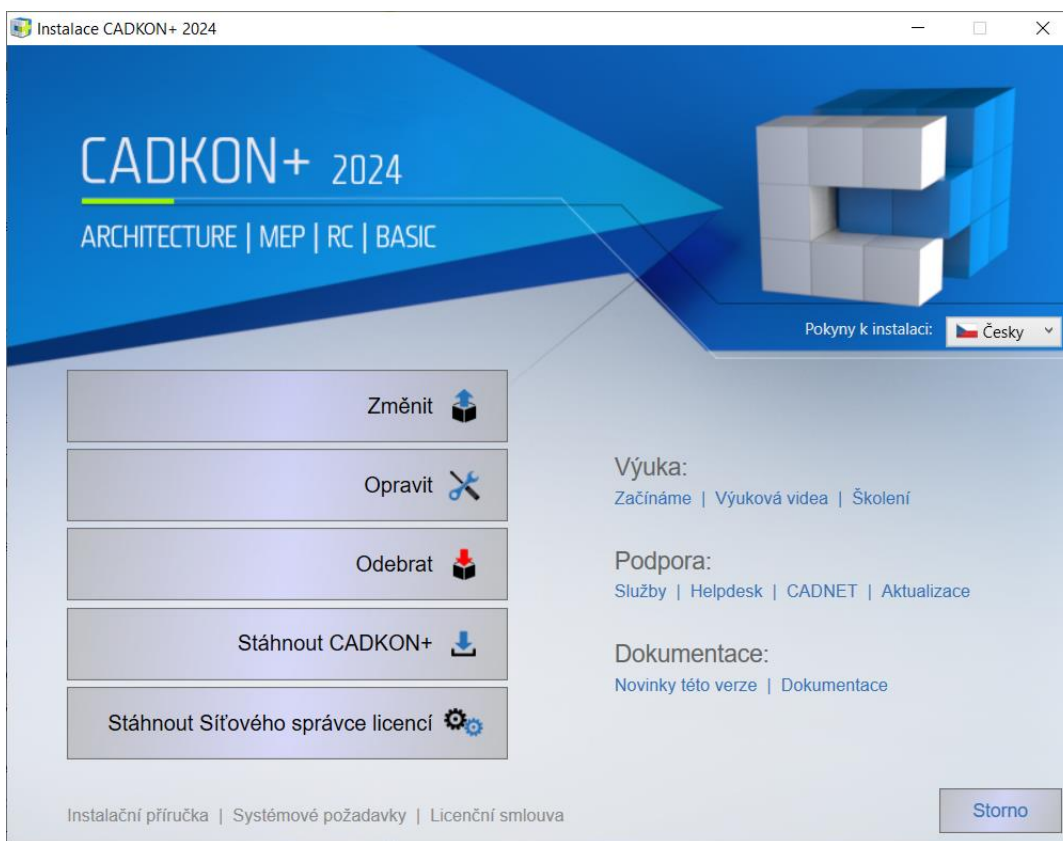 Instalace CADKON+ 2024
CADKON+ 2024
ARCHITECTURE | MEP | RC | BASIC
Pokyny k instalaci: Česky
Změnit
Opravit
Odebrat
Stáhnout CADKON+
Stáhnout Síťového správce licencí
Výuka:
Začínáme | Výuková videa | Školení
Podpora:
Služby | Helpdesk | CADNET | Aktualizace
Dokumentace:
Novinky této verze | Dokumentace
Instalační příručka | Systémové požadavky | Licenční smlouva
Storno